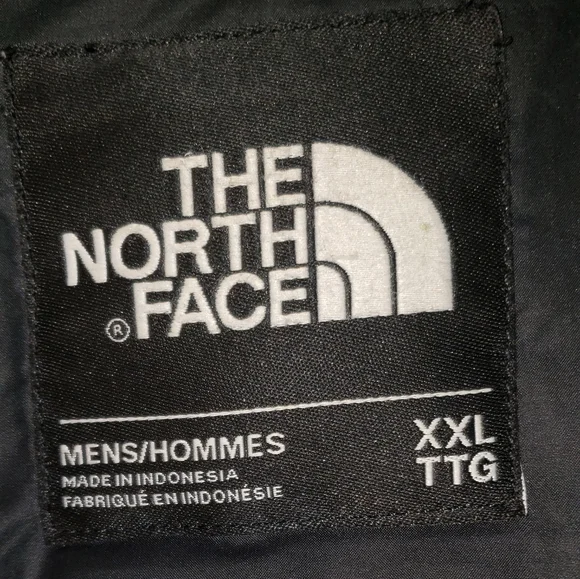 THE
NORTH
® FACE
MENS/HOMMES
MADE IN INDONESIA
FABRIQUÉ EN INDONÉSIE
XXL
TTG